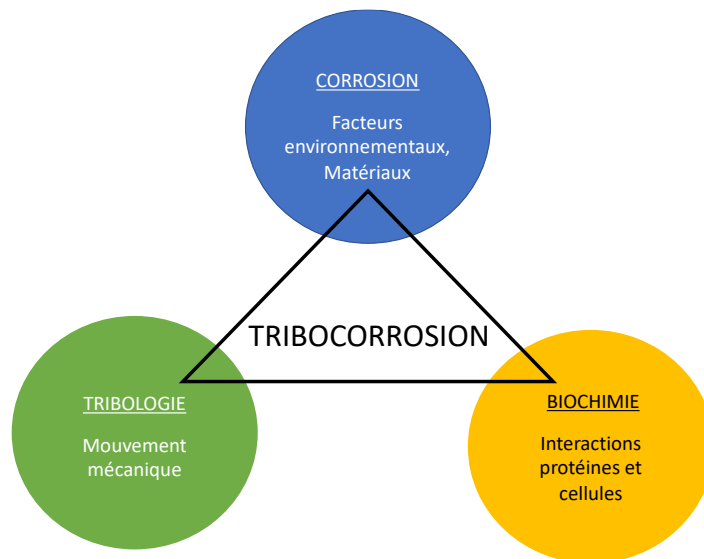 CORROSION
Facteurs
environnementaux,
Matériaux
TRIBOCORROSION
TRIBOLOGIE
Mouvement
mécanique
BIOCHIMIE
Interactions
protéines et
cellules